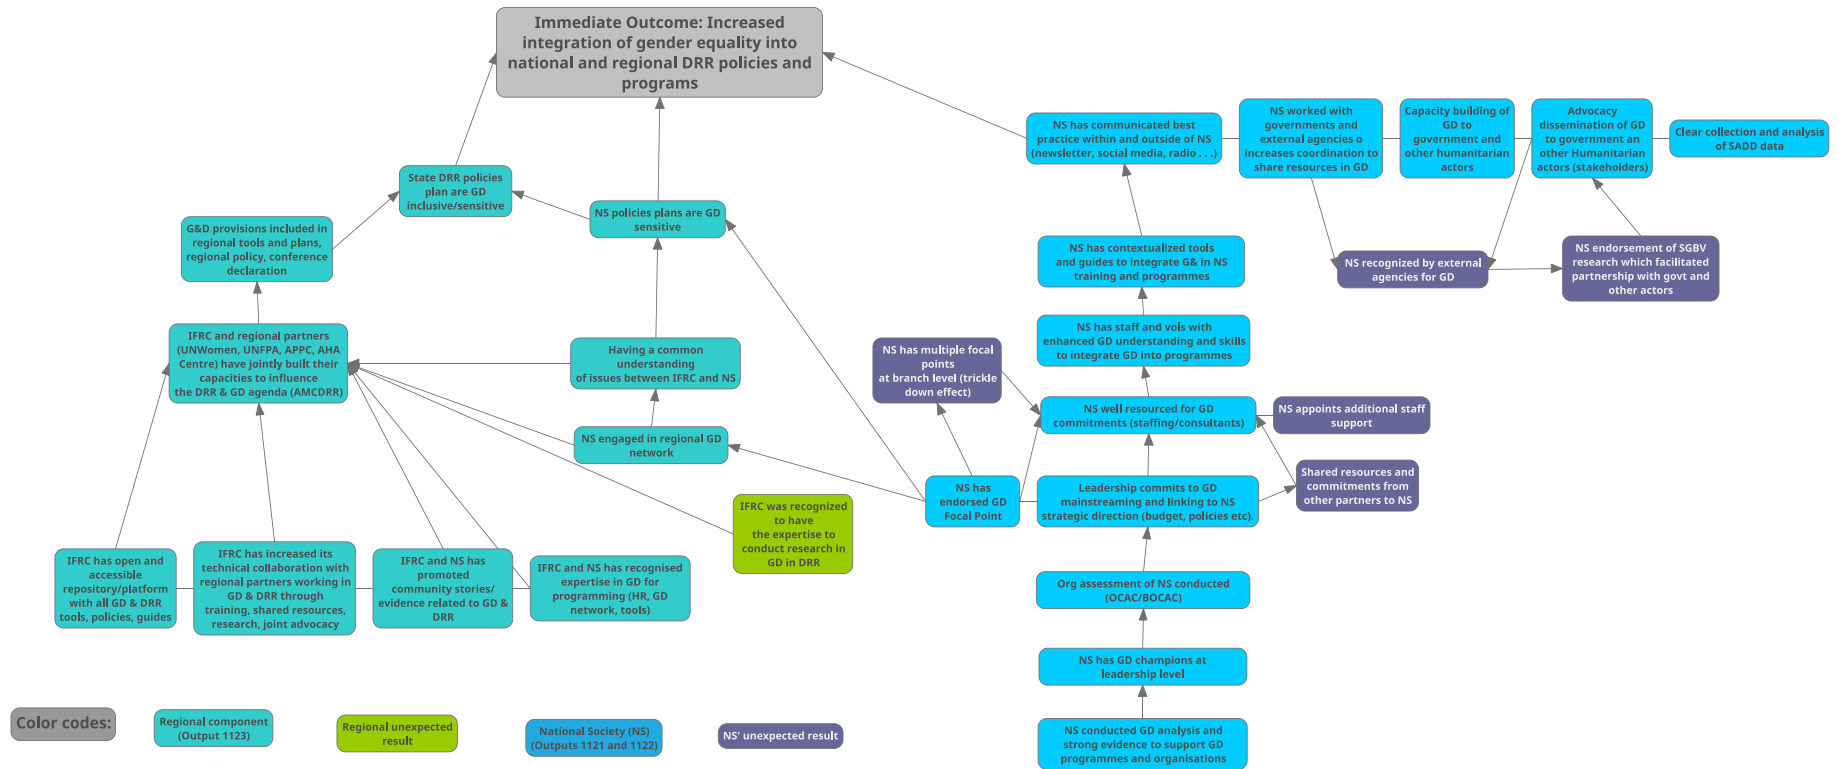 Immediate Outcome: Increased
integration of gender equality into
national and regional DRR policies and
programs
NS has communicated best
practice within and outside of NS
(newsletter, social media, radio . . .)
NS worked with
governments and
external agencies o
increases coordination to
share resources in GD
Capacity building of
GD to
government and
other humanitarian
actors
Advocacy
dissemination of GD
to government an
other Humanitarian
actors (stakeholders)
Clear collection and analysis
of SADD data
State DRR policies
plan are GD
inclusive/sensitive
NS policies plans are GD
sensitive
G&D provisions included in
regional tools and plans,
regional policy, conference
declaration
NS has contextualized tools
and guides to integrate G& in NS
training and programmes
NS recognized by external
agencies for GD
NS endorsement of SGBV
research which facilitated
partnership with govt and
other actors
IFRC and regional partners
(UNWomen, UNFPA, APPC, AHA
Centre) have jointly built their
capacities to influence
the DRR & GD agenda (AMCDRR)
Having a common
understanding
of issues between IFRC and NS
NS has multiple focal
points
at branch level (trickle
down effect)
NS has staff and vols with
enhanced GD understanding and skills
to integrate GD into programmes
NS well resourced for GD
commitments (staffing/consultants)
NS appoints additional staff
support
NS engaged in regional GD
network
NS has
endorsed GD
Focal Point
Leadership commits to GD
mainstreaming and linking to NS
strategic direction (budget, policies etc).
Shared resources and
commitments from
other partners to NS
IFRC was recognized
to have
the expertise to
conduct research in
GD in DRR
IFRC has open and
accessible
repository/platform
with all GD & DRR
tools, policies, guides
IFRC has increased its
technical collaboration with
regional partners working in
GD & DRR through
training, shared resources,
research, joint advocacy
IFRC and NS has
promoted
community stories/
evidence related to GD &
DRR
IFRC and NS has recognised
expertise in GD for
programming (HR, GD
network, tools)
Org assessment of NS conducted
(OCAC/BOCAC)
NS has GD champions at
leadership level
NS conducted GD analysis and
strong evidence to support GD
programmes and organisations
Color codes:
Regional component
(Output 1123)
Regional unexpected
result
National Society (NS)
(Outputs 1121 and 1122)
NS' unexpected result